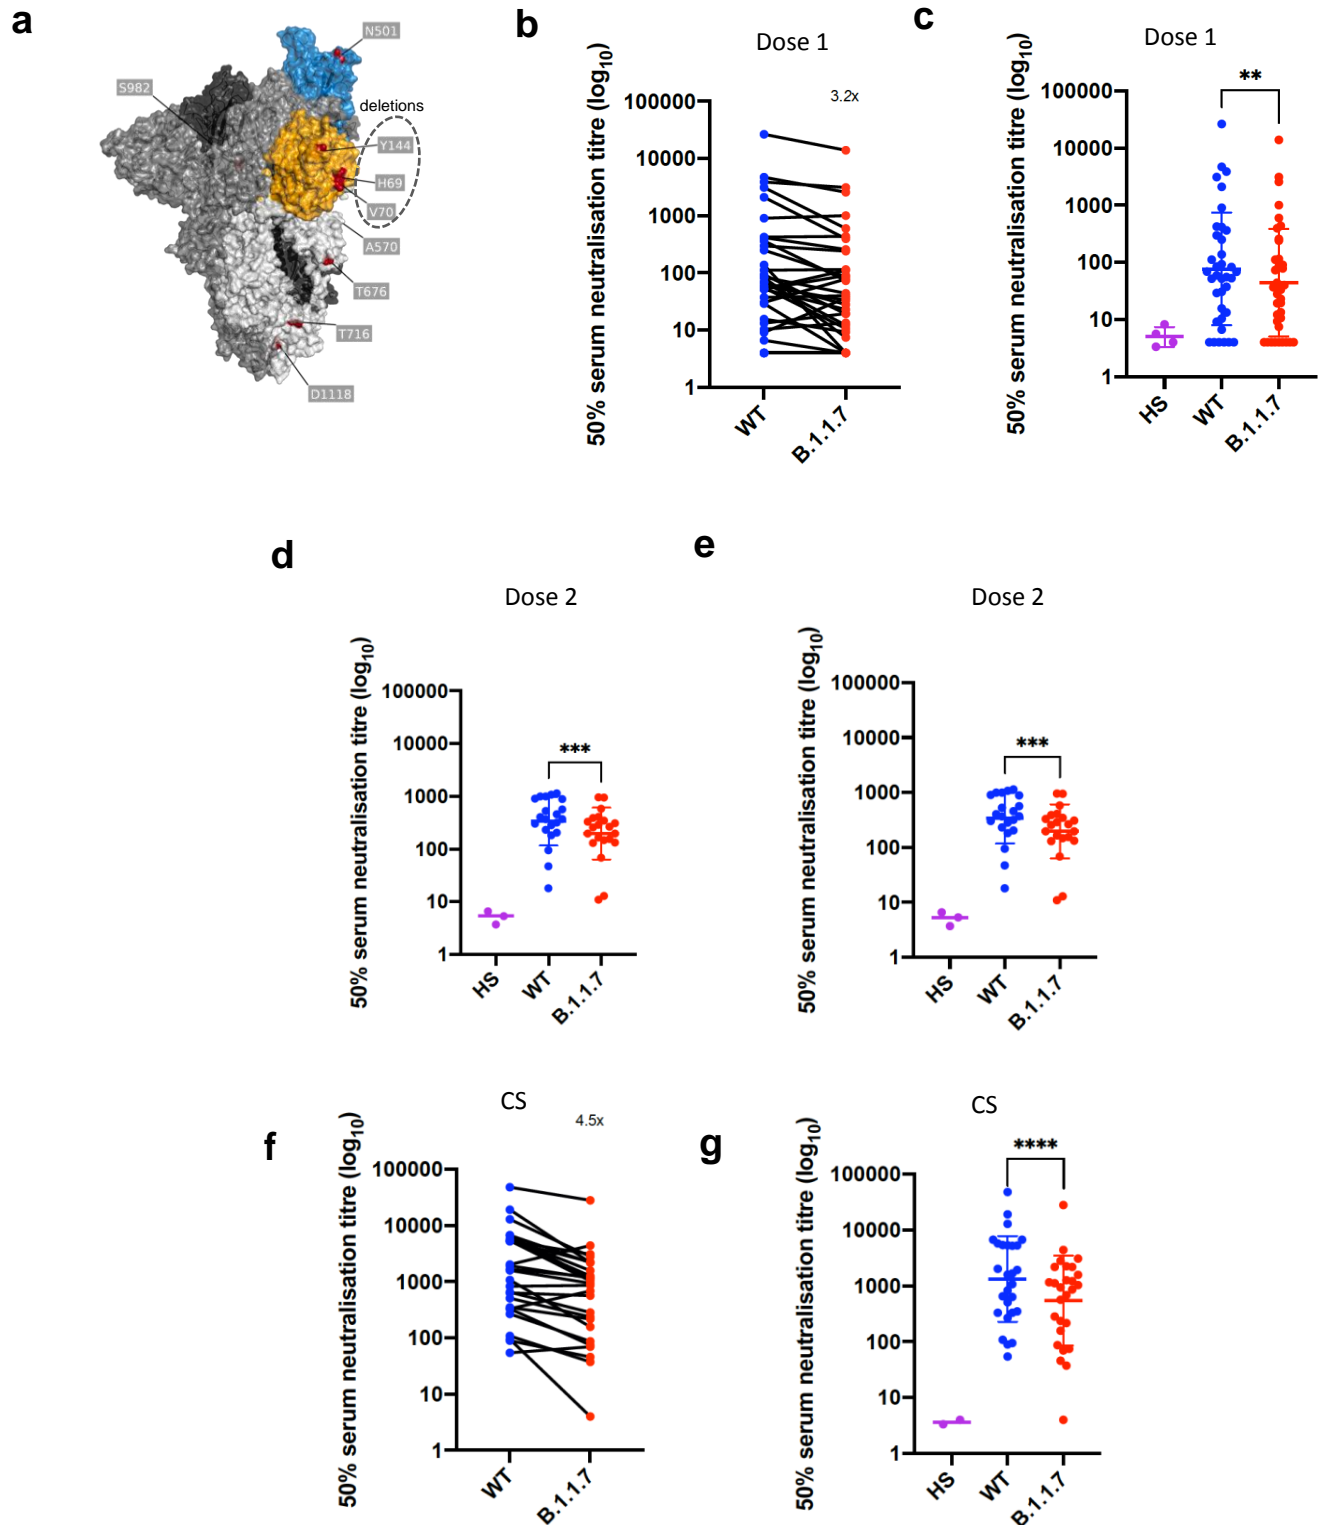 a
N501
S982
deletions
Y144
H69
V70
A570
T676
T716
D1118
b
Dose 1
3.2x
50% serum neutralisation titre (log10)
100000
10000
1000
100
10
1
WT
B.1.1.7
c
Dose 1
**
50% serum neutralisation titre (log10)
100000
10000
1000
100
10
1
HS
WT
B.1.1.7
d
Dose 2
***
50% serum neutralisation titre (log10)
100000
10000
1000
100
10
1
HS
WT
B.1.1.7
e
Dose 2
***
50% serum neutralisation titre (log10)
100000
10000
1000
100
10
1
HS
WT
B.1.1.7
f
CS
4.5x
50% serum neutralisation titre (log10)
100000
10000
1000
100
10
1
WT
B.1.1.7
g
CS
****
50% serum neutralisation titre (log10)
100000
10000
1000
100
10
1
HS
WT
B.1.1.7